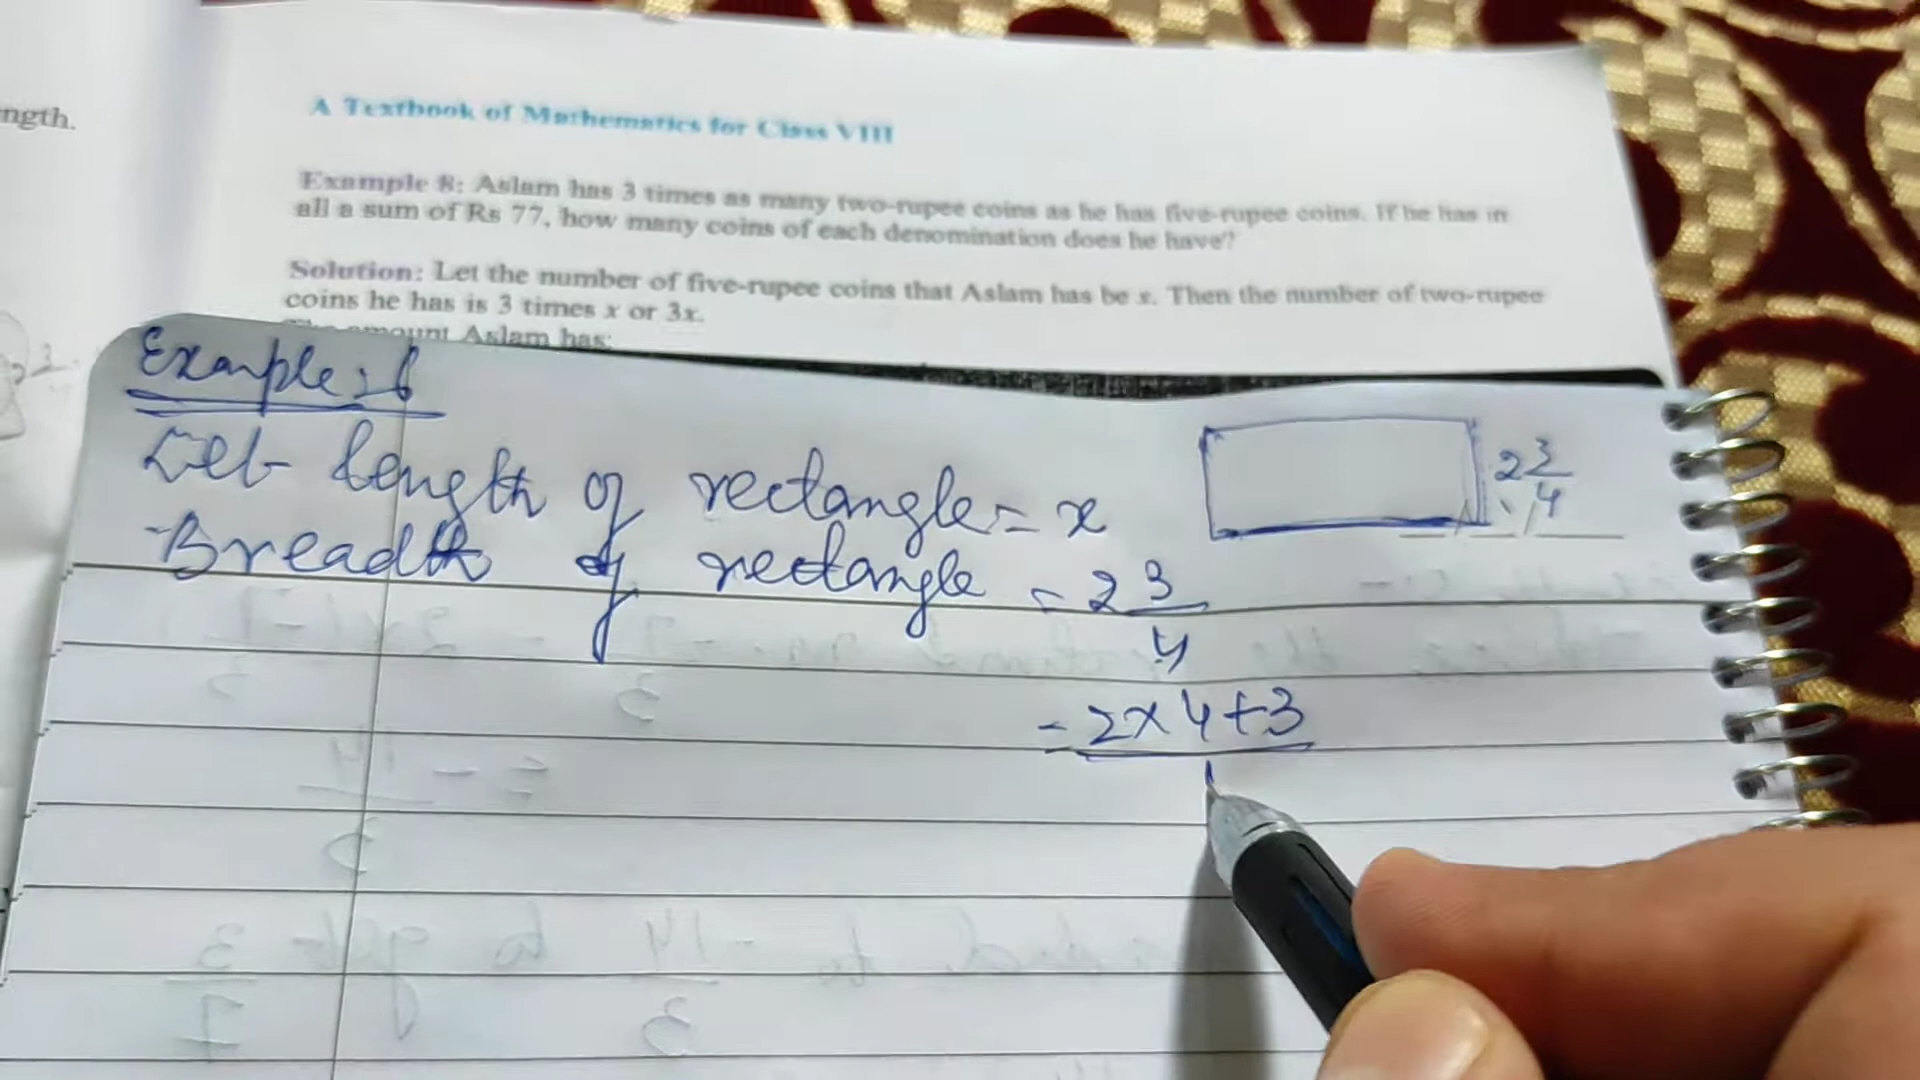 ngth.
A Textbook of Mathematics for Class VIII
Example 8: Aslam has 3 times as many two-rupee coins as he has five-rupee coins. If he has in
all a sum of Rs 77, how many coins of each denomination does he have?
Solution: Let the number of five-rupee coins that Aslam has be x. Then the number of two-rupee
coins he has is 3 times x or 3x.
amount Aslam has:
Example : 6
Let length of rectangle = x
2 3/4
Breadth of rectangle = 2 3/4
= 2 x 4 + 3